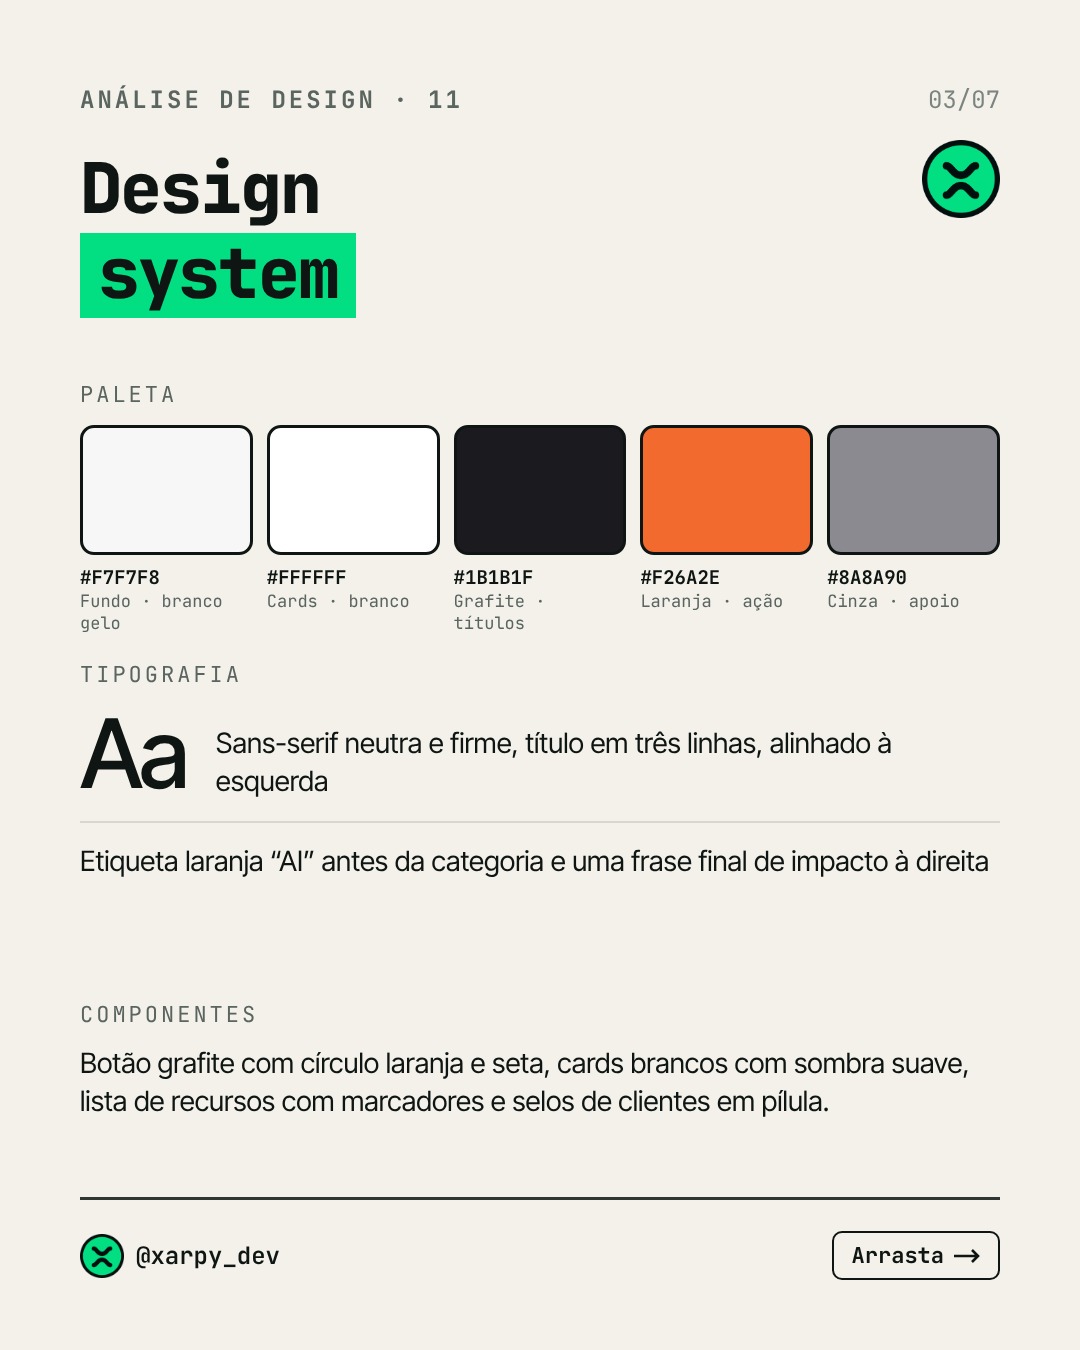 ANÁLISE DE DESIGN · 11
03/07
Design
system
PALETA
#F7F7F8
Fundo · branco
gelo
#FFFFFF
Cards · branco
#1B1B1F
Grafite ·
títulos
#F26A2E
Laranja · ação
#8A8A90
Cinza · apoio
TIPOGRAFIA
Aa
Sans-serif neutra e firme, título em três linhas, alinhado à
esquerda
Etiqueta laranja “AI” antes da categoria e uma frase final de impacto à direita
COMPONENTES
Botão grafite com círculo laranja e seta, cards brancos com sombra suave,
lista de recursos com marcadores e selos de clientes em pílula.
@xarpy_dev
Arrasta →